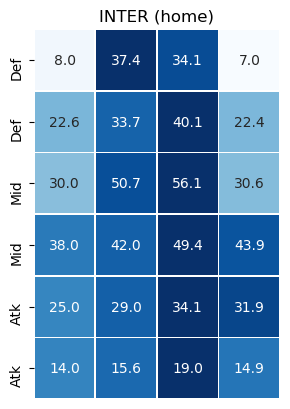 INTER (home)
Def 8.0 37.4 34.1 7.0
Def 22.6 33.7 40.1 22.4
Mid 30.0 50.7 56.1 30.6
Mid 38.0 42.0 49.4 43.9
Atk 25.0 29.0 34.1 31.9
Atk 14.0 15.6 19.0 14.9